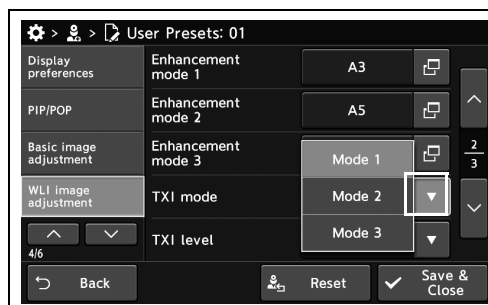 > > User Presets: 01
Display
preferences
PIP/POP
Basic image
adjustment
WLI image
adjustment
4/6
Enhancement
mode 1
A3
Enhancement
mode 2
A5
Enhancement
mode 3
TXI mode
TXI level
Mode 1
Mode 2
Mode 3
2
3
Back
Reset
Save &
Close